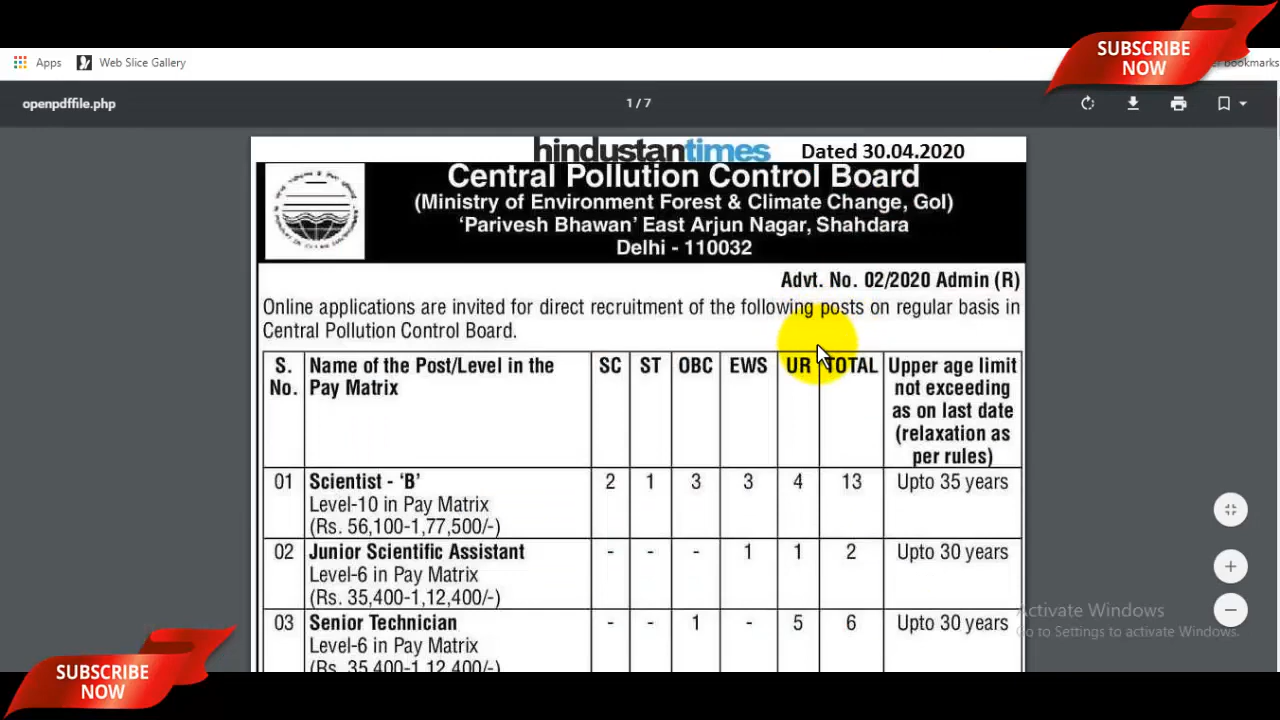 SUBSCRIBE
NOW
Apps
Web Slice Gallery
er bookmarks
openpdffile.php
1 / 7
hindustantimes
Dated 30.04.2020
Central Pollution Control Board
(Ministry of Environment Forest & Climate Change, GoI)
‘Parivesh Bhawan’ East Arjun Nagar, Shahdara
Delhi - 110032
Advt. No. 02/2020 Admin (R)
Online applications are invited for direct recruitment of the following posts on regular basis in
Central Pollution Control Board.
S. No. Name of the Post/Level in the Pay Matrix SC ST OBC EWS UR TOTAL Upper age limit not exceeding as on last date (relaxation as per rules)
01 Scientist - ‘B’ 2 1 3 3 4 13 Upto 35 years
Level-10 in Pay Matrix
(Rs. 56,100-1,77,500/-)
02 Junior Scientific Assistant - - - 1 1 2 Upto 30 years
Level-6 in Pay Matrix
(Rs. 35,400-1,12,400/-)
03 Senior Technician - - 1 - 5 6 Upto 30 years
Level-6 in Pay Matrix
(Rs. 35,400-1,12,400/-)
Activate Windows
Go to Settings to activate Windows.
SUBSCRIBE
NOW